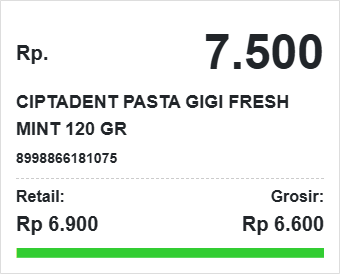 Rp. 7.500
CIPTADENT PASTA GIGI FRESH
MINT 120 GR
8998866181075
Retail: Grosir:
Rp 6.900 Rp 6.600